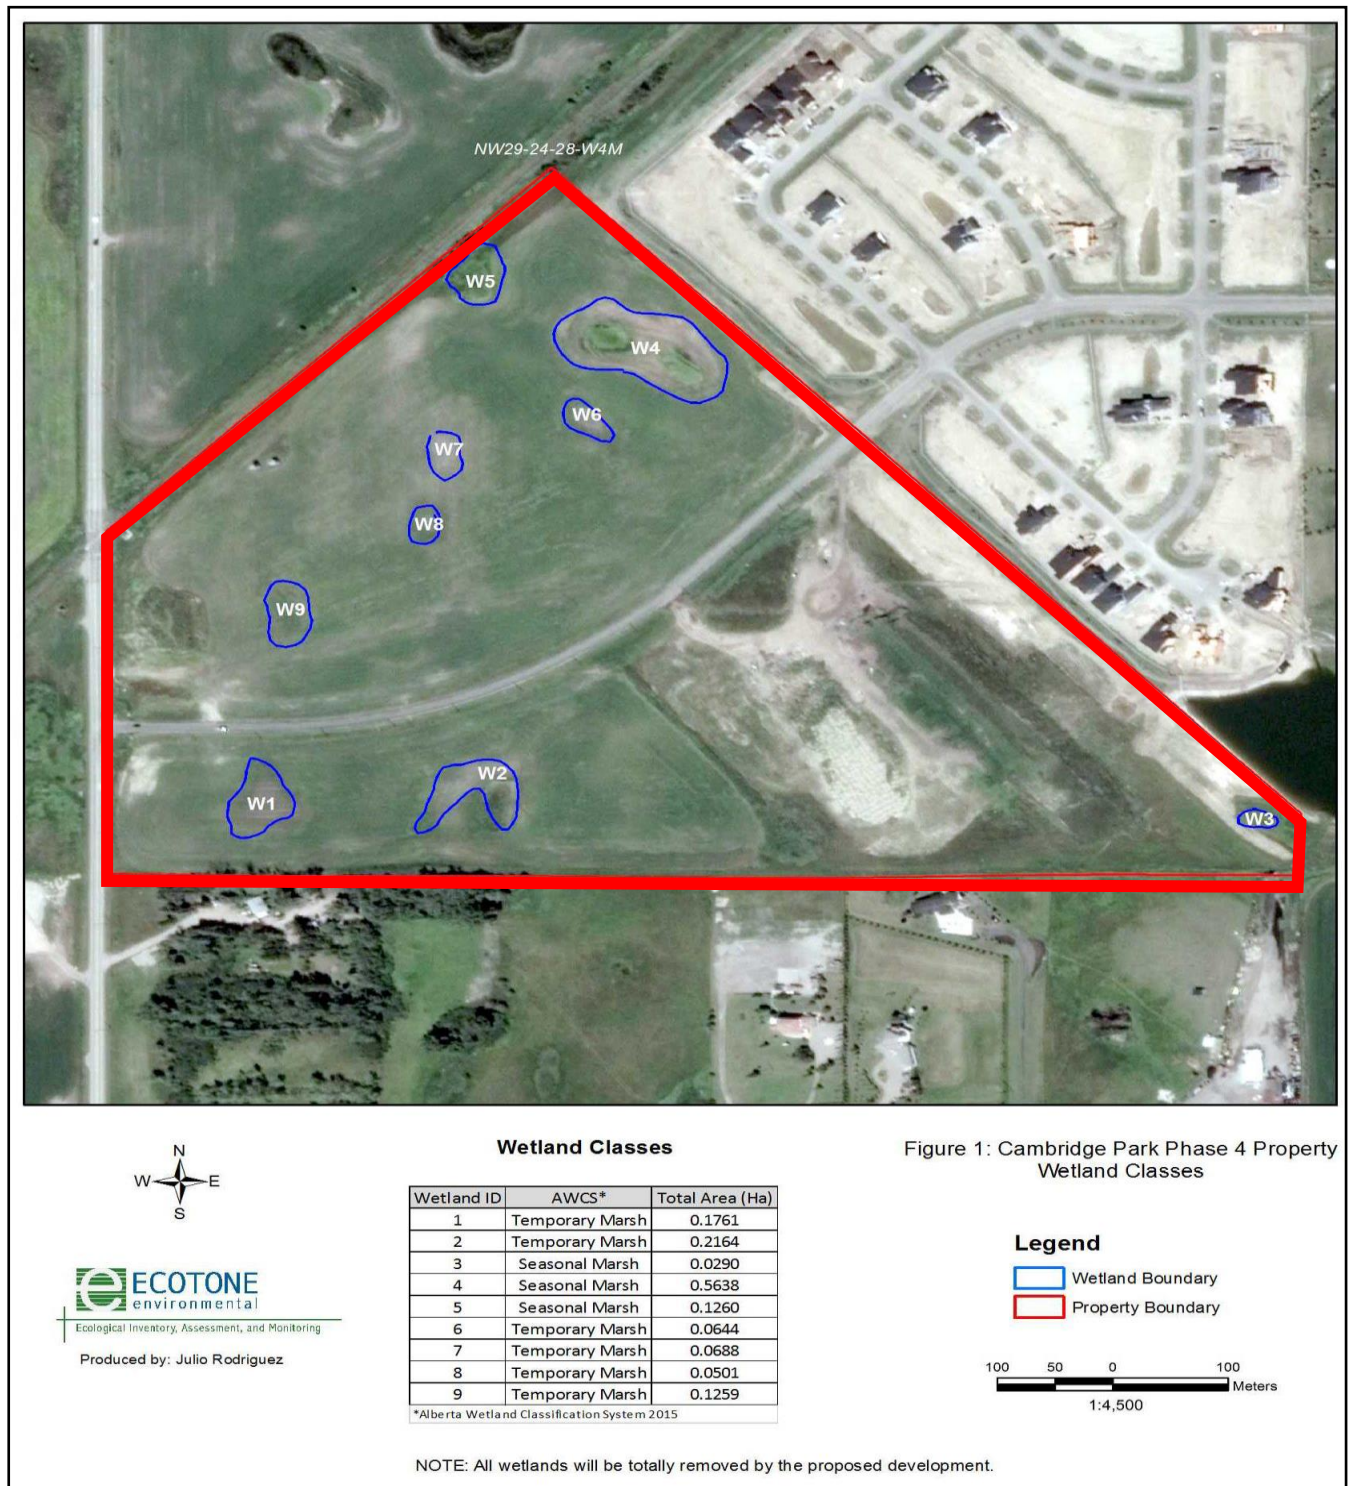 NW29-24-28-W4M
W5
W4
W6
W7
W8
W9
W2
W1
W3
N
W E
S
ECOTONE
environmental
Ecological Inventory, Assessment, and Monitoring
Produced by: Julio Rodriguez
Wetland Classes
Wetland ID AWCS* Total Area (Ha)
1 Temporary Marsh 0.1761
2 Temporary Marsh 0.2164
3 Seasonal Marsh 0.0290
4 Seasonal Marsh 0.5638
5 Seasonal Marsh 0.1260
6 Temporary Marsh 0.0644
7 Temporary Marsh 0.0688
8 Temporary Marsh 0.0501
9 Temporary Marsh 0.1259
*Alberta Wetland Classification System 2015
Figure 1: Cambridge Park Phase 4 Property
Wetland Classes
Legend
Wetland Boundary
Property Boundary
100 50 0 100
Meters
1:4,500
NOTE: All wetlands will be totally removed by the proposed development.